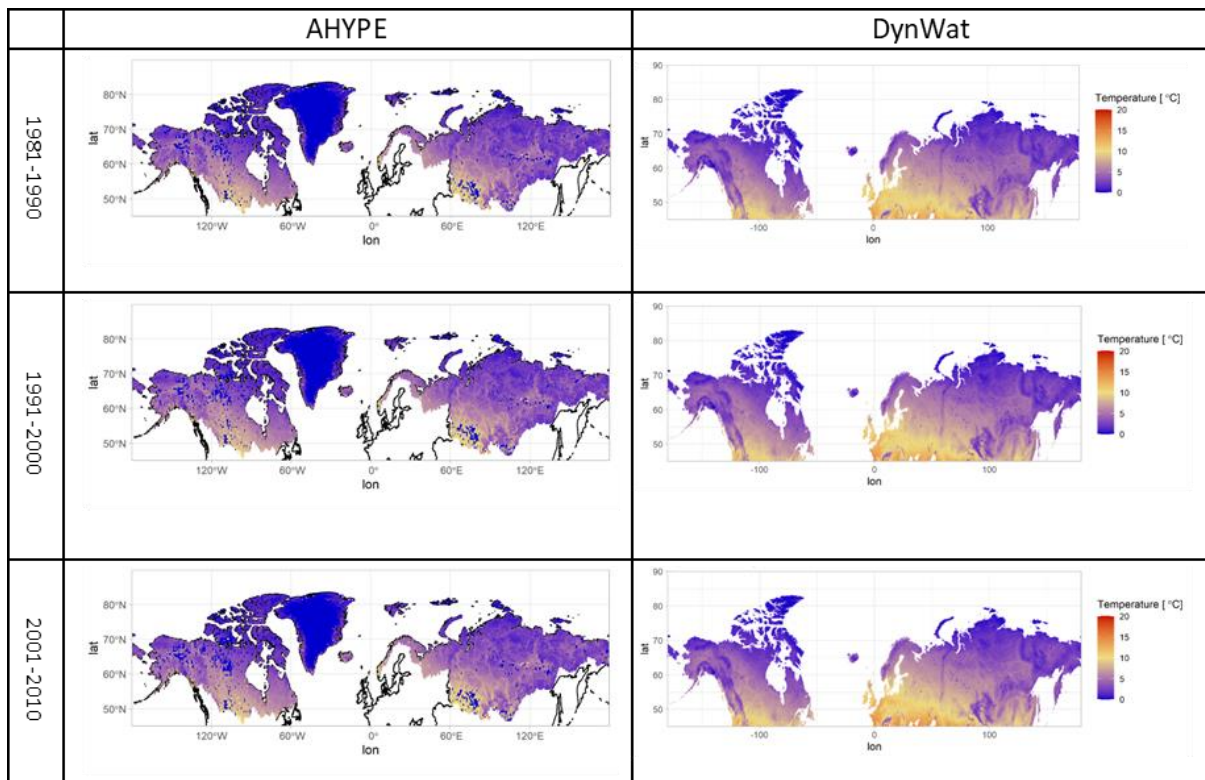 AHYPE
DynWat
1981-1990
80°N
70°N
60°N
50°N
lat
120°W
60°W
0°
60°E
120°E
lon
90
80
70
60
50
lat
-100
0
100
lon
Temperature [ °C]
20
15
10
5
0
1991-2000
80°N
70°N
60°N
50°N
lat
120°W
60°W
0°
60°E
120°E
lon
90
80
70
60
50
lat
-100
0
100
lon
Temperature [ °C]
20
15
10
5
0
2001-2010
80°N
70°N
60°N
50°N
lat
120°W
60°W
0°
60°E
120°E
lon
90
80
70
60
50
lat
-100
0
100
lon
Temperature [ °C]
20
15
10
5
0